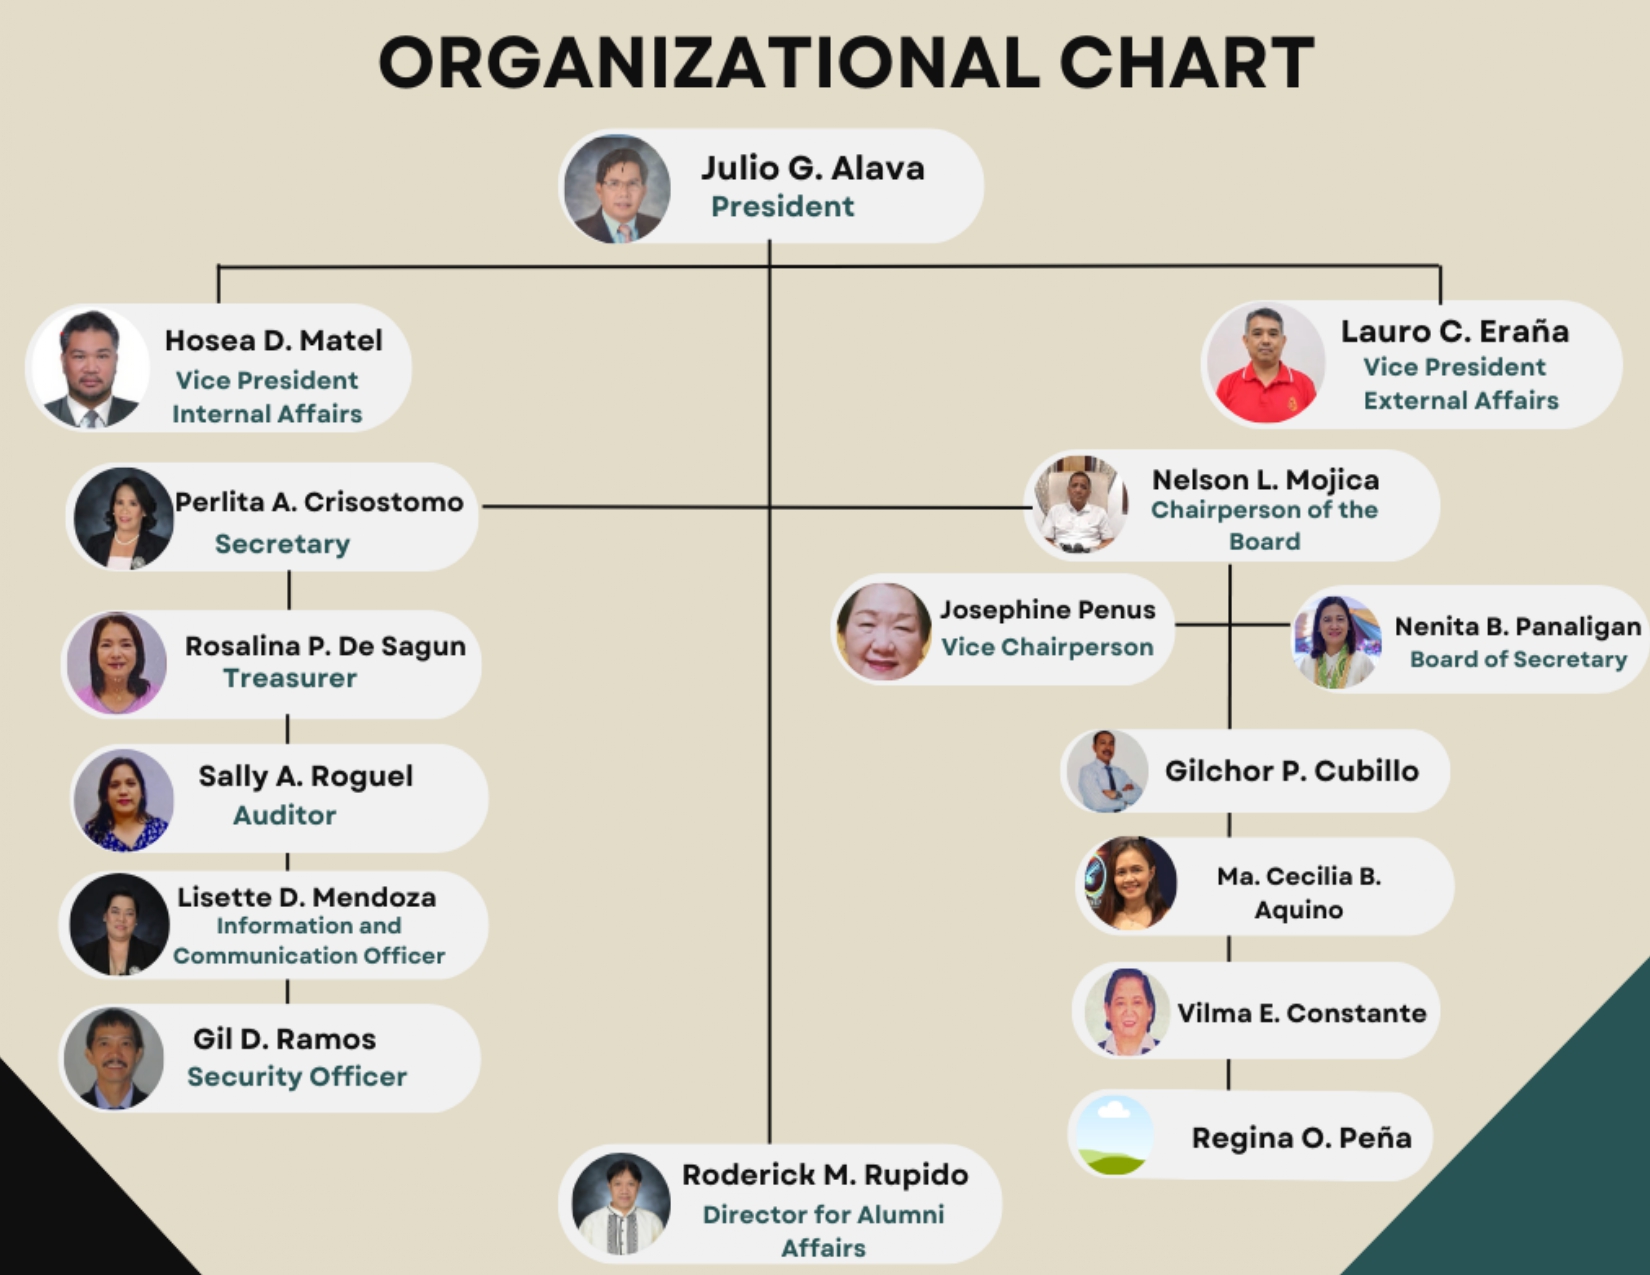 ORGANIZATIONAL CHART
Julio G. Alava
President
Hosea D. Matel
Vice President
Internal Affairs
Lauro C. Eraña
Vice President
External Affairs
Perlita A. Crisostomo
Secretary
Nelson L. Mojica
Chairperson of the
Board
Josephine Penus
Vice Chairperson
Nenita B. Panaligan
Board of Secretary
Rosalina P. De Sagun
Treasurer
Sally A. Roguel
Auditor
Gilchor P. Cubillo
Lisette D. Mendoza
Information and
Communication Officer
Ma. Cecilia B.
Aquino
Gil D. Ramos
Security Officer
Vilma E. Constante
Regina O. Peña
Roderick M. Rupido
Director for Alumni
Affairs